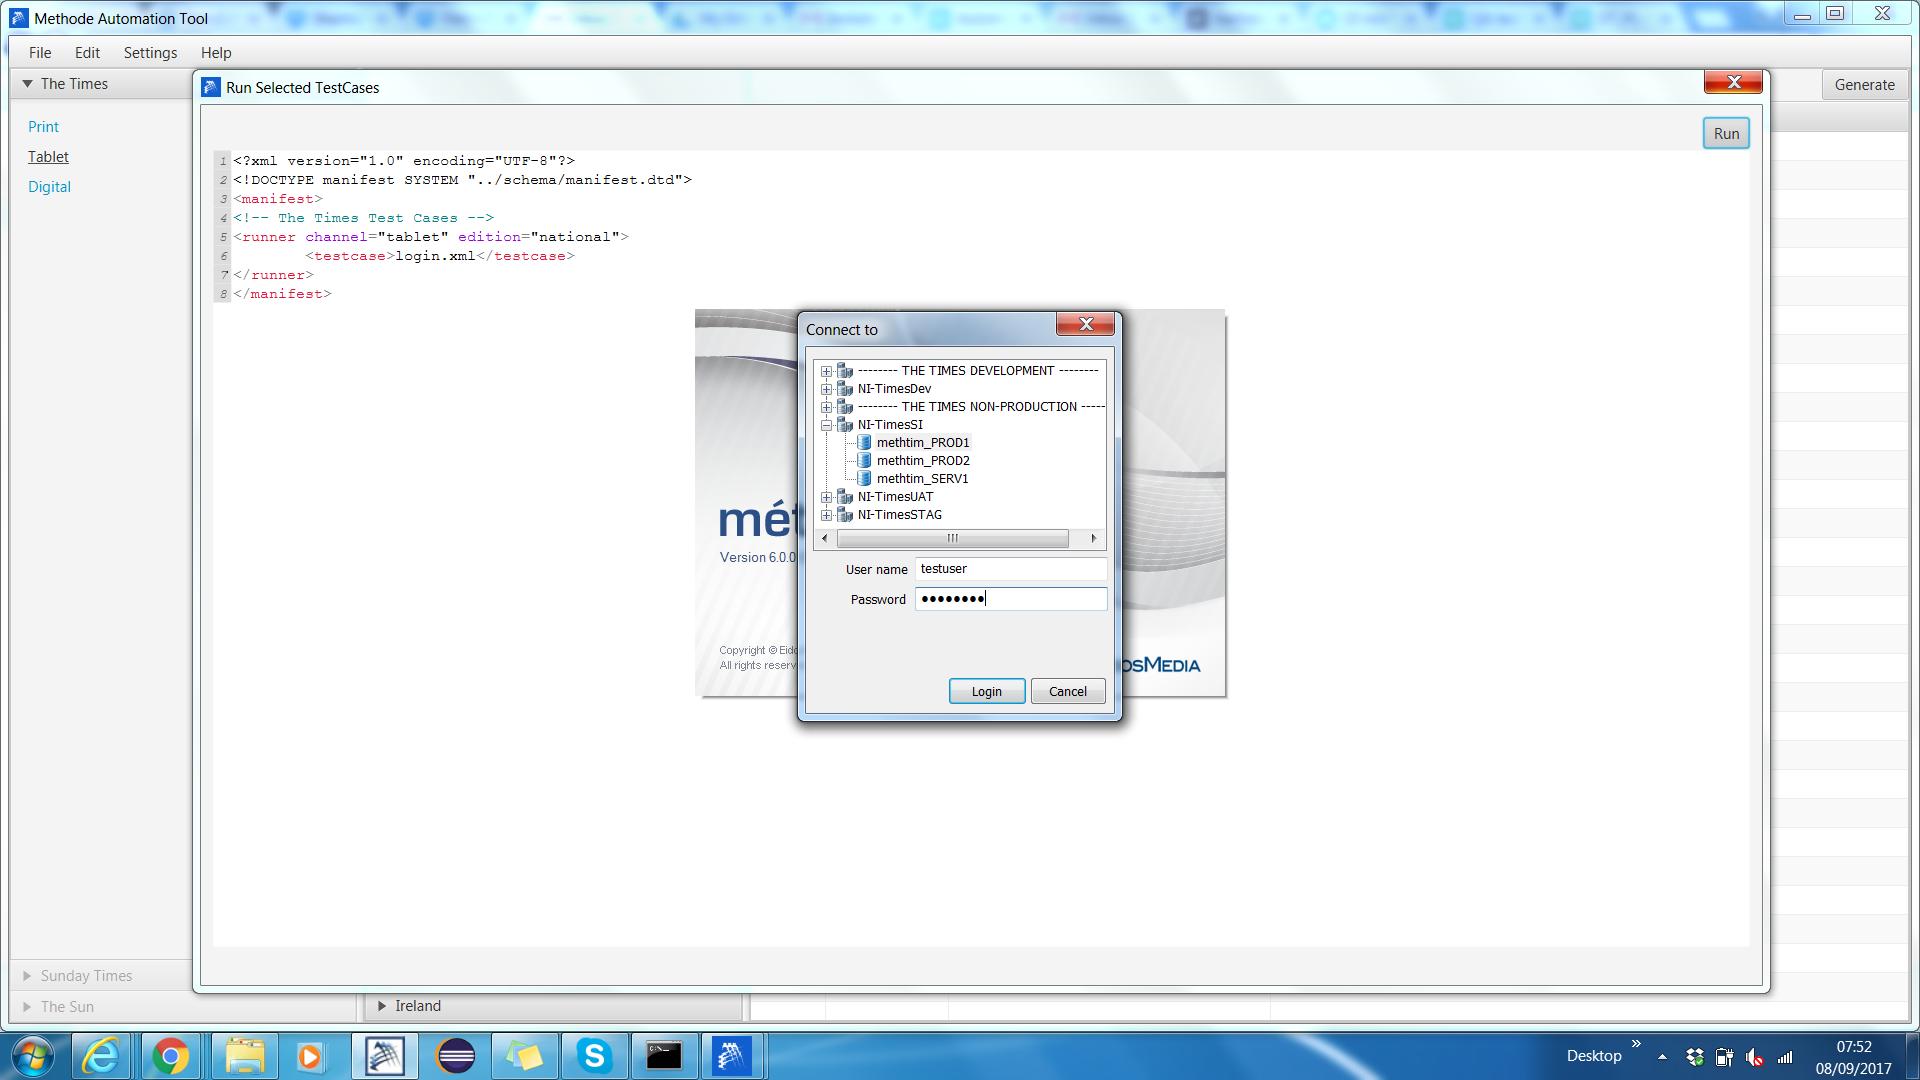 Methode Automation Tool
File Edit Settings Help
The Times
Generate
Print
Tablet
Digital
Run Selected TestCases
Run
1 <?xml version="1.0" encoding="UTF-8"?>
2 <!DOCTYPE manifest SYSTEM "../schema/manifest.dtd">
3 <manifest>
4 <!-- The Times Test Cases -->
5 <runner channel="tablet" edition="national">
6 <testcase>login.xml</testcase>
7 </runner>
8 </manifest>
Connect to
-------- THE TIMES DEVELOPMENT --------
NI-TimesDev
-------- THE TIMES NON-PRODUCTION -----
NI-TimesSI
methtim_PROD1
methtim_PROD2
methtim_SERV1
NI-TimesUAT
NI-TimesSTAG
mét
Version 6.0.0
User name testuser
Password ••••••••
Copyright © Eido
All rights reserv
osMedia
Login Cancel
Sunday Times
The Sun
Ireland
Desktop
07:52
08/09/2017